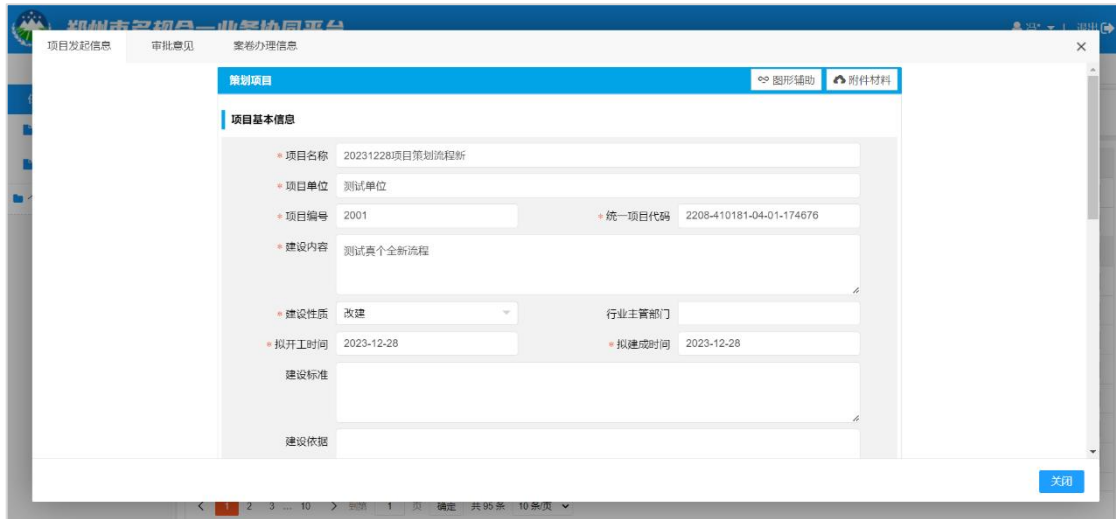 郑州市多规合一业务协同平台
冯* | 退出
项目发起信息 审批意见 案卷办理信息
策划项目 图形辅助 附件材料
项目基本信息
* 项目名称 20231228项目策划流程新
* 项目单位 测试单位
* 项目编号 2001 * 统一项目代码 2208-410181-04-01-174676
* 建设内容 测试真个全新流程
* 建设性质 改建 行业主管部门
* 拟开工时间 2023-12-28 * 拟建成时间 2023-12-28
建设标准
建设依据
关闭
1 2 3 ... 10 到第 1 页 确定 共 95 条 10 条/页